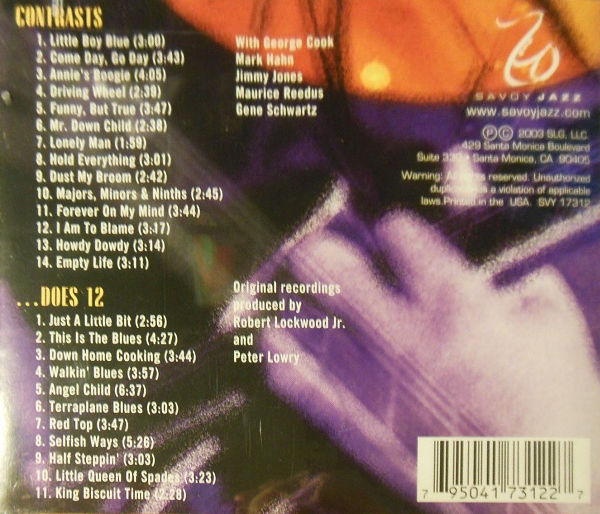 CONTRASTS
1. Little Boy Blue (3:00)
2. Come Day, Go Day (3:43)
3. Annie's Boogie (4:05)
4. Driving Wheel (2:39)
5. Funny, But True (3:47)
6. Mr. Down Child (2:38)
7. Lonely Man (1:59)
8. Hold Everything (3:01)
9. Dust My Broom (2:42)
10. Majors, Minors & Ninths (2:45)
11. Forever On My Mind (3:44)
12. I Am To Blame (3:17)
13. Howdy Dowdy (3:14)
14. Empty Life (3:11)
With George Cook
Mark Hahn
Jimmy Jones
Maurice Reedus
Gene Schwartz
SAVOY JAZZ
www.savoyjazz.com
℗© 2003 SLG, LLC.
429 Santa Monica Boulevard
Suite 330 • Santa Monica, CA 90405
Warning: All rights reserved. Unauthorized
duplication is a violation of applicable
laws.Printed in the USA. SVY 17312
...DOES 12
1. Just A Little Bit (2:56)
2. This Is The Blues (4:27)
3. Down Home Cooking (3:44)
4. Walkin' Blues (3:57)
5. Angel Child (6:37)
6. Terraplane Blues (3:03)
7. Red Top (3:47)
8. Selfish Ways (5:26)
9. Half Steppin' (3:03)
10. Little Queen Of Spades (3:23)
11. King Biscuit Time (2:28)
Original recordings
produced by
Robert Lockwood Jr.
and
Peter Lowry
7 95041 73122 7